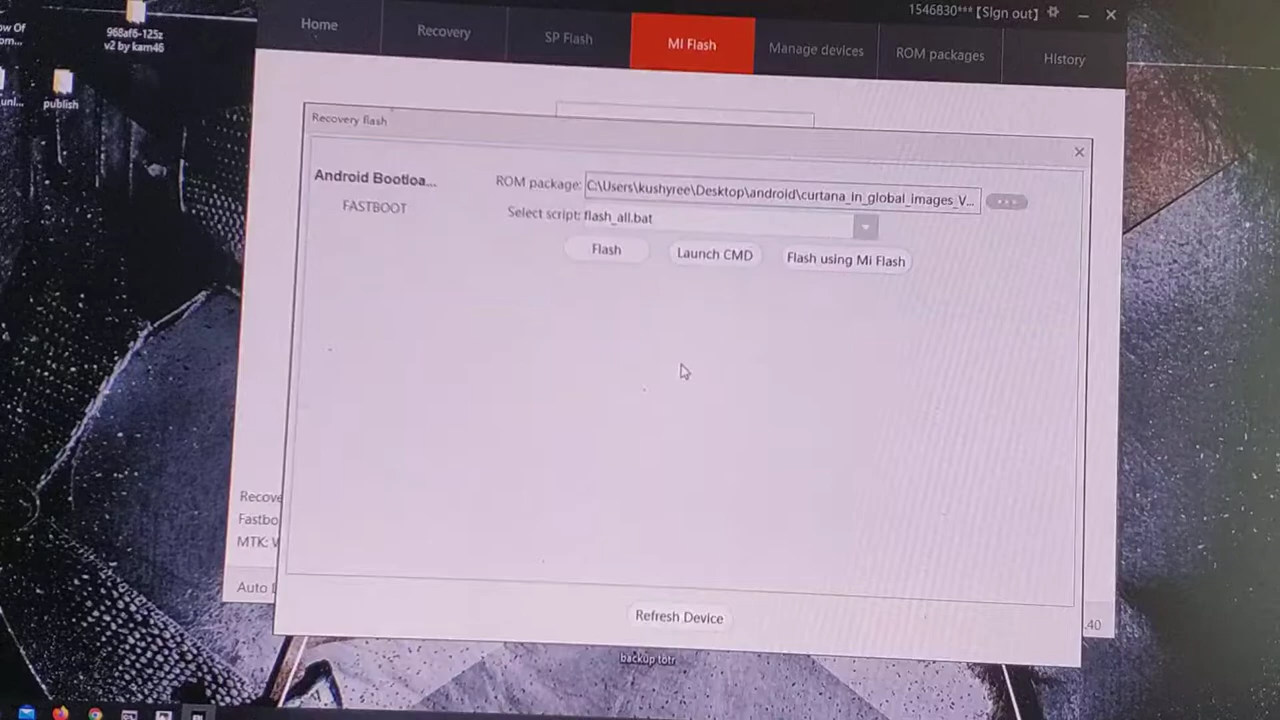 1546830*** [Sign out]
Home
Recovery
SP Flash
MI Flash
Manage devices
ROM packages
History
968af6-125z
v2 by kam46
publish
Recovery flash
Android Bootloa...
FASTBOOT
ROM package: C:\Users\kushyree\Desktop\android\curtana_in_global_images_V...
Select script: flash_all.bat
Flash
Launch CMD
Flash using Mi Flash
Recove
Fastbo
MTK:
Auto
.40
Refresh Device
backup totr